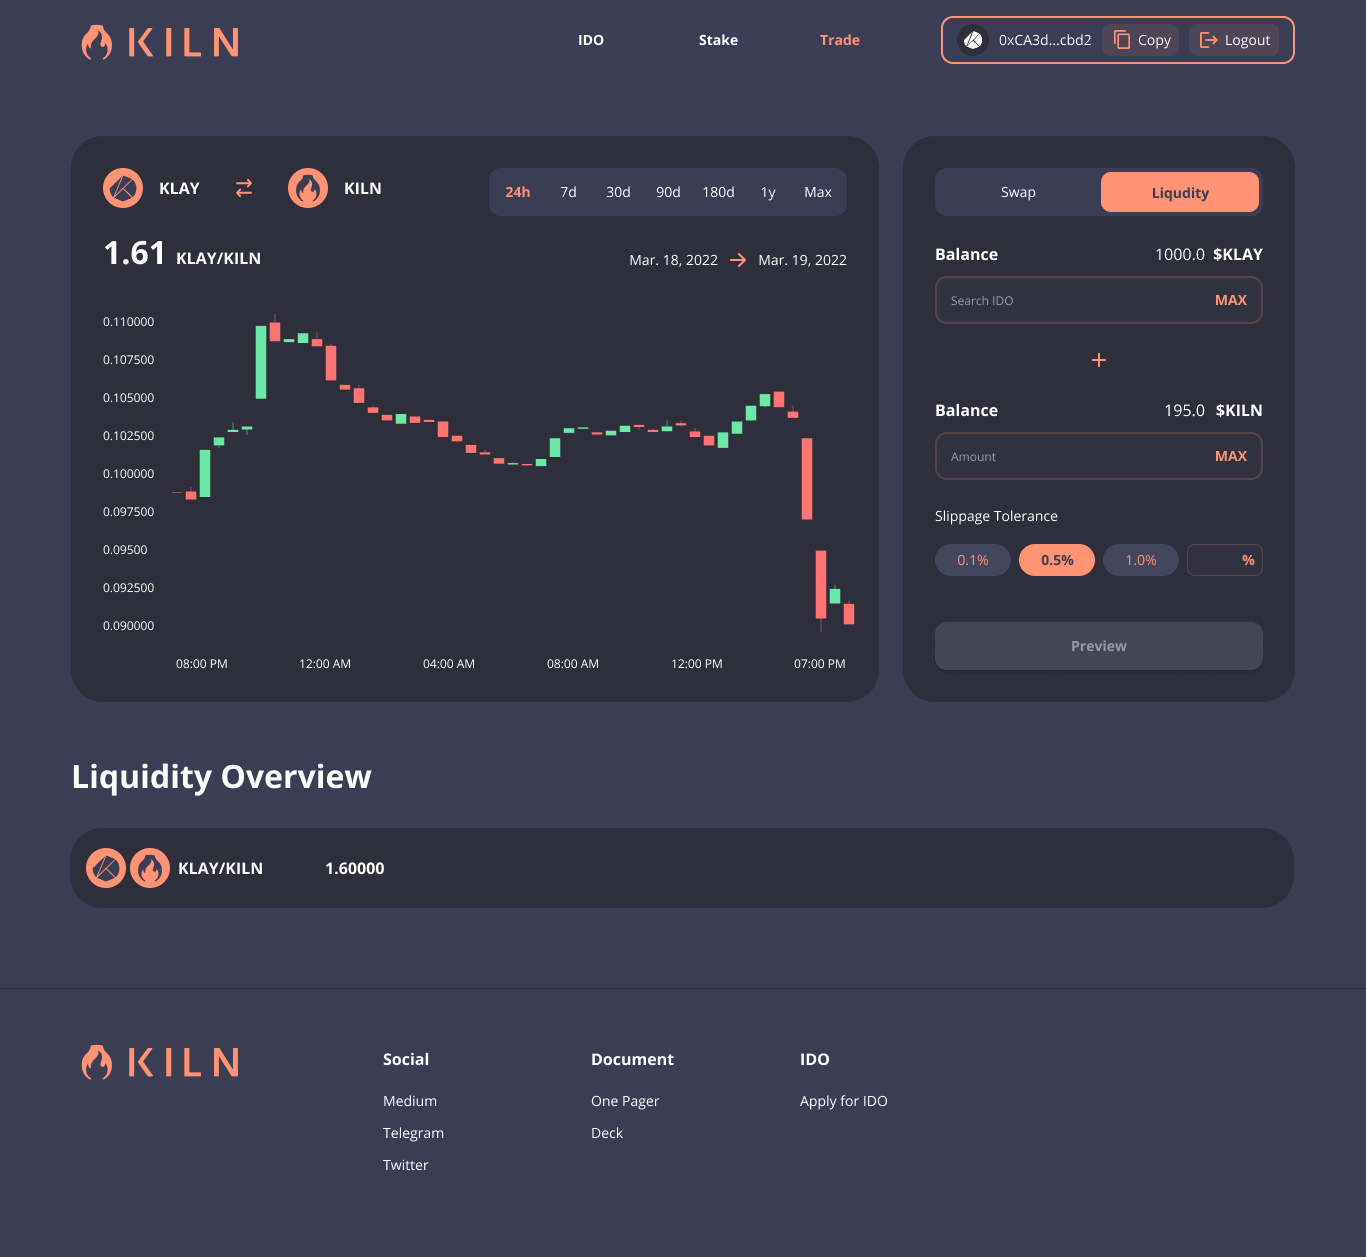 KILN
IDO
Stake
Trade
0xCA3d...cbd2
Copy
Logout
KLAY
KILN
24h
7d
30d
90d
180d
1y
Max
1.61 KLAY/KILN
Mar. 18, 2022
Mar. 19, 2022
0.110000
0.107500
0.105000
0.102500
0.100000
0.097500
0.09500
0.092500
0.090000
08:00 PM
12:00 AM
04:00 AM
08:00 AM
12:00 PM
07:00 PM
Swap
Liqudity
Balance
1000.0 $KLAY
Search IDO
MAX
Balance
195.0 $KILN
Amount
MAX
Slippage Tolerance
0.1%
0.5%
1.0%
%
Preview
Liquidity Overview
KLAY/KILN
1.60000
KILN
Social
Medium
Telegram
Twitter
Document
One Pager
Deck
IDO
Apply for IDO